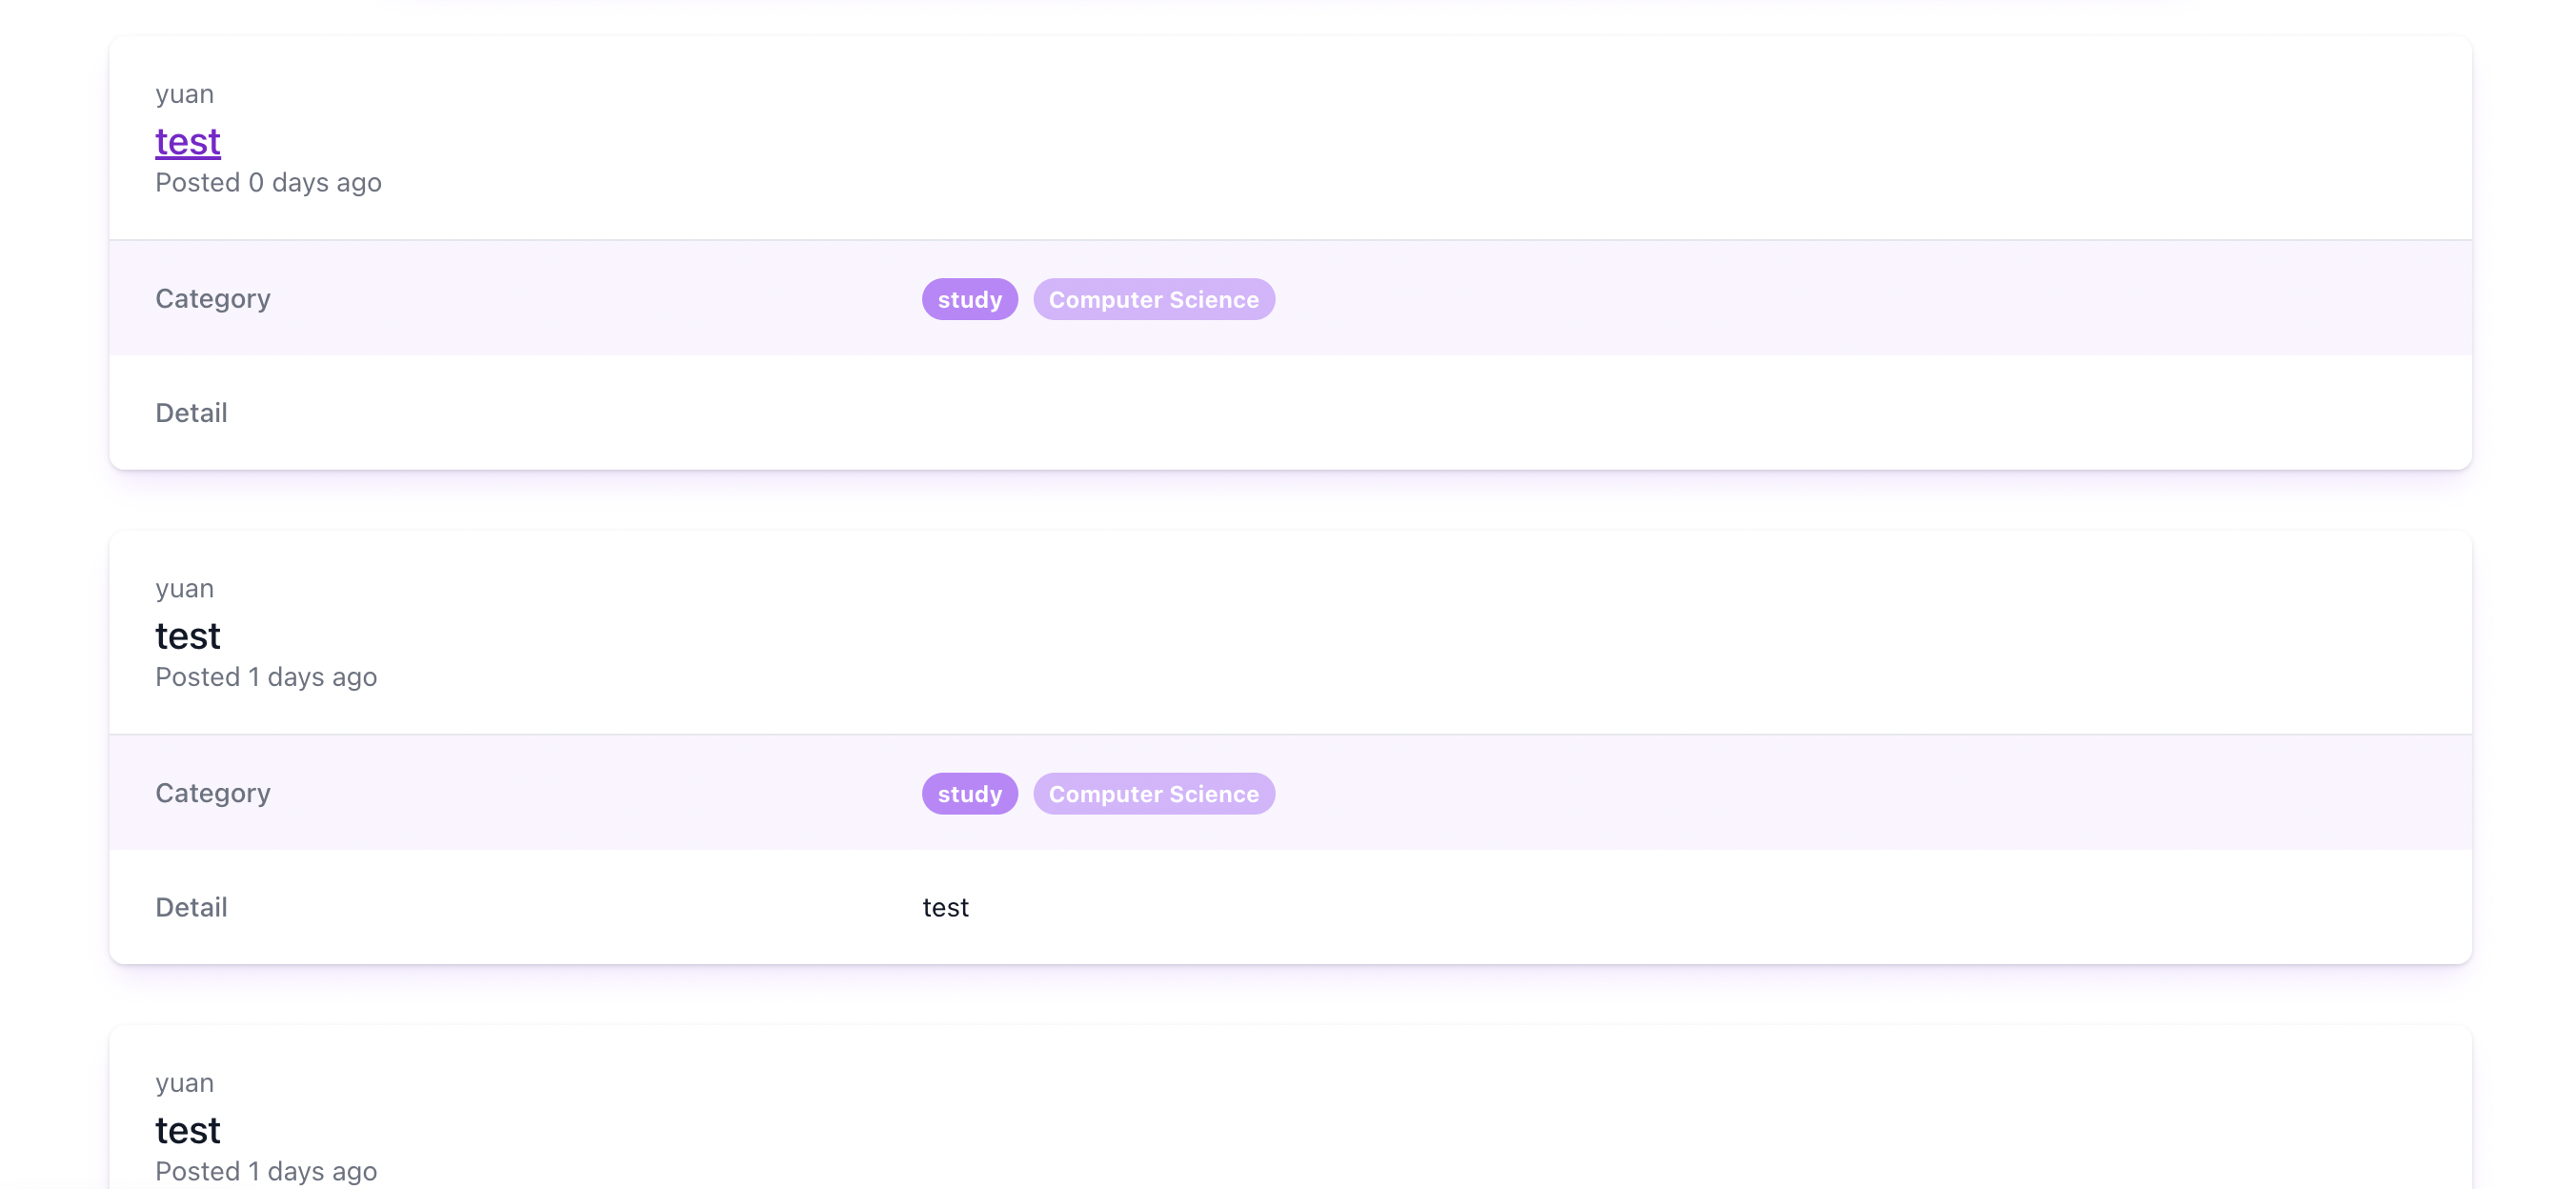 yuan
test
Posted 0 days ago
Category study Computer Science
Detail
yuan
test
Posted 1 days ago
Category study Computer Science
Detail test
yuan
test
Posted 1 days ago